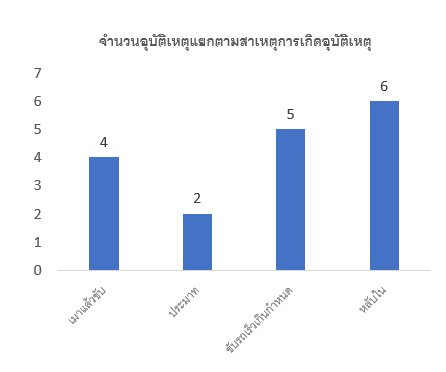 จำนวนอุบัติเหตุแยกตามสาเหตุการเกิดอุบัติเหตุ
7
6
5
4
3
2
1
0
4
2
5
6
เมาแล้วขับ
ประมาท
ขับรถเร็วเกินกำหนด
หลับใน